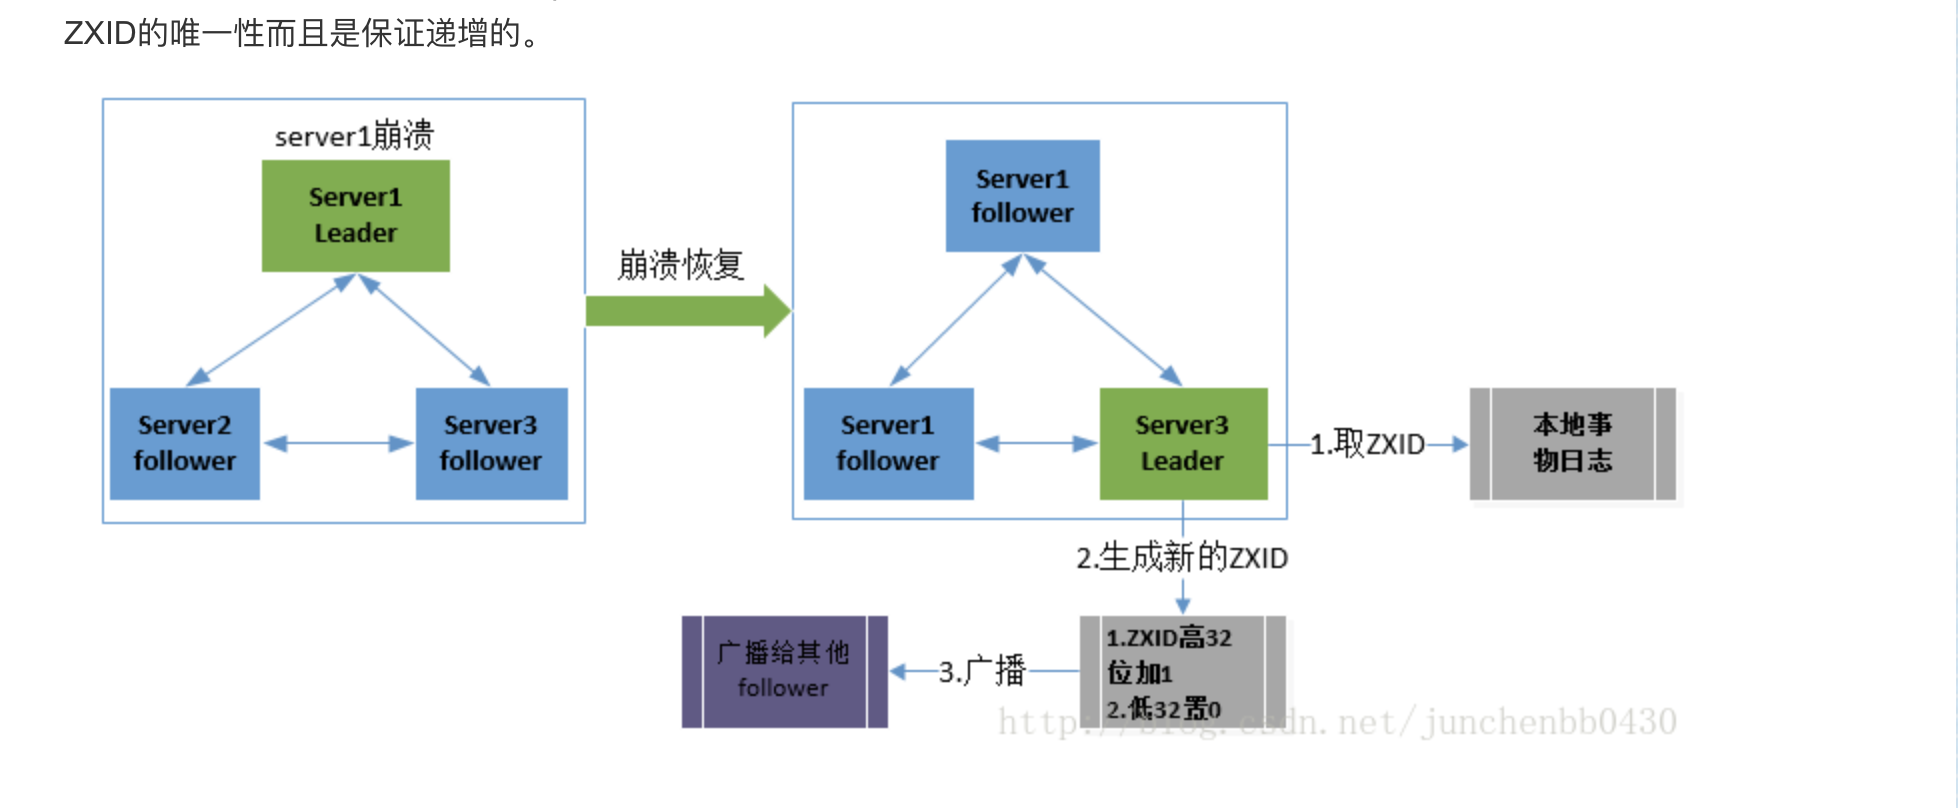 ZXID的唯一性而且是保证递增的。
server1崩溃
Server1
Leader
Server2
follower
Server3
follower
崩溃恢复
Server1
follower
Server1
follower
Server3
Leader
1.取ZXID
本地事
物日志
2.生成新的ZXID
1.ZXID高32
位加1
2.低32置0
3.广播
广播给其他
follower
http://blog.csdn.net/junchenbb0430